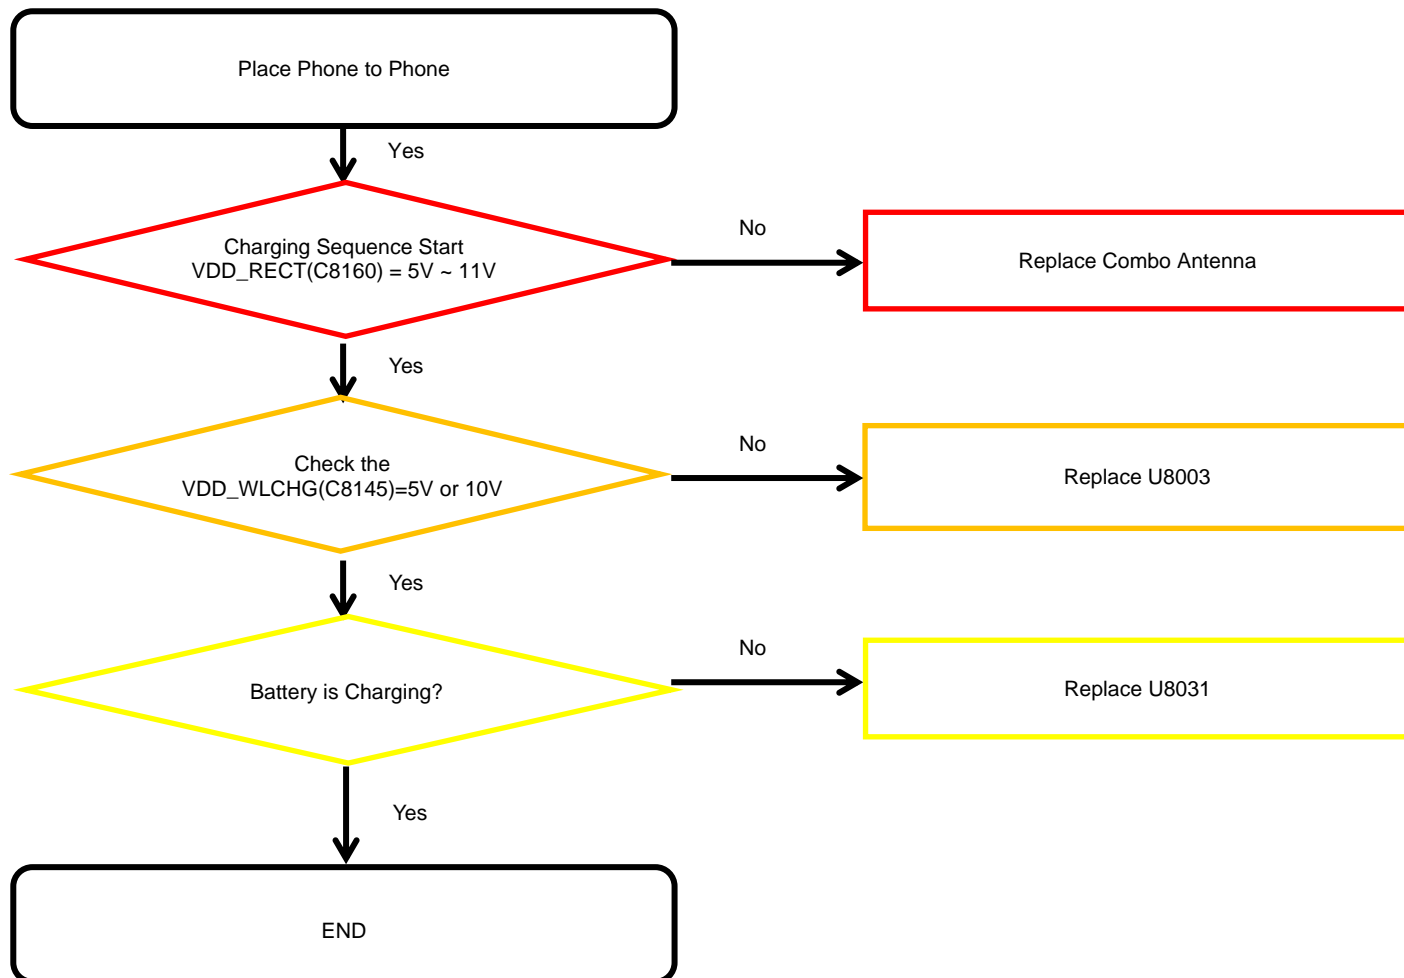 Place Phone to Phone
Yes
Charging Sequence Start
VDD_RECT(C8160) = 5V ~ 11V
No
Replace Combo Antenna
Yes
Check the
VDD_WLCHG(C8145)=5V or 10V
No
Replace U8003
Yes
Battery is Charging?
No
Replace U8031
Yes
END